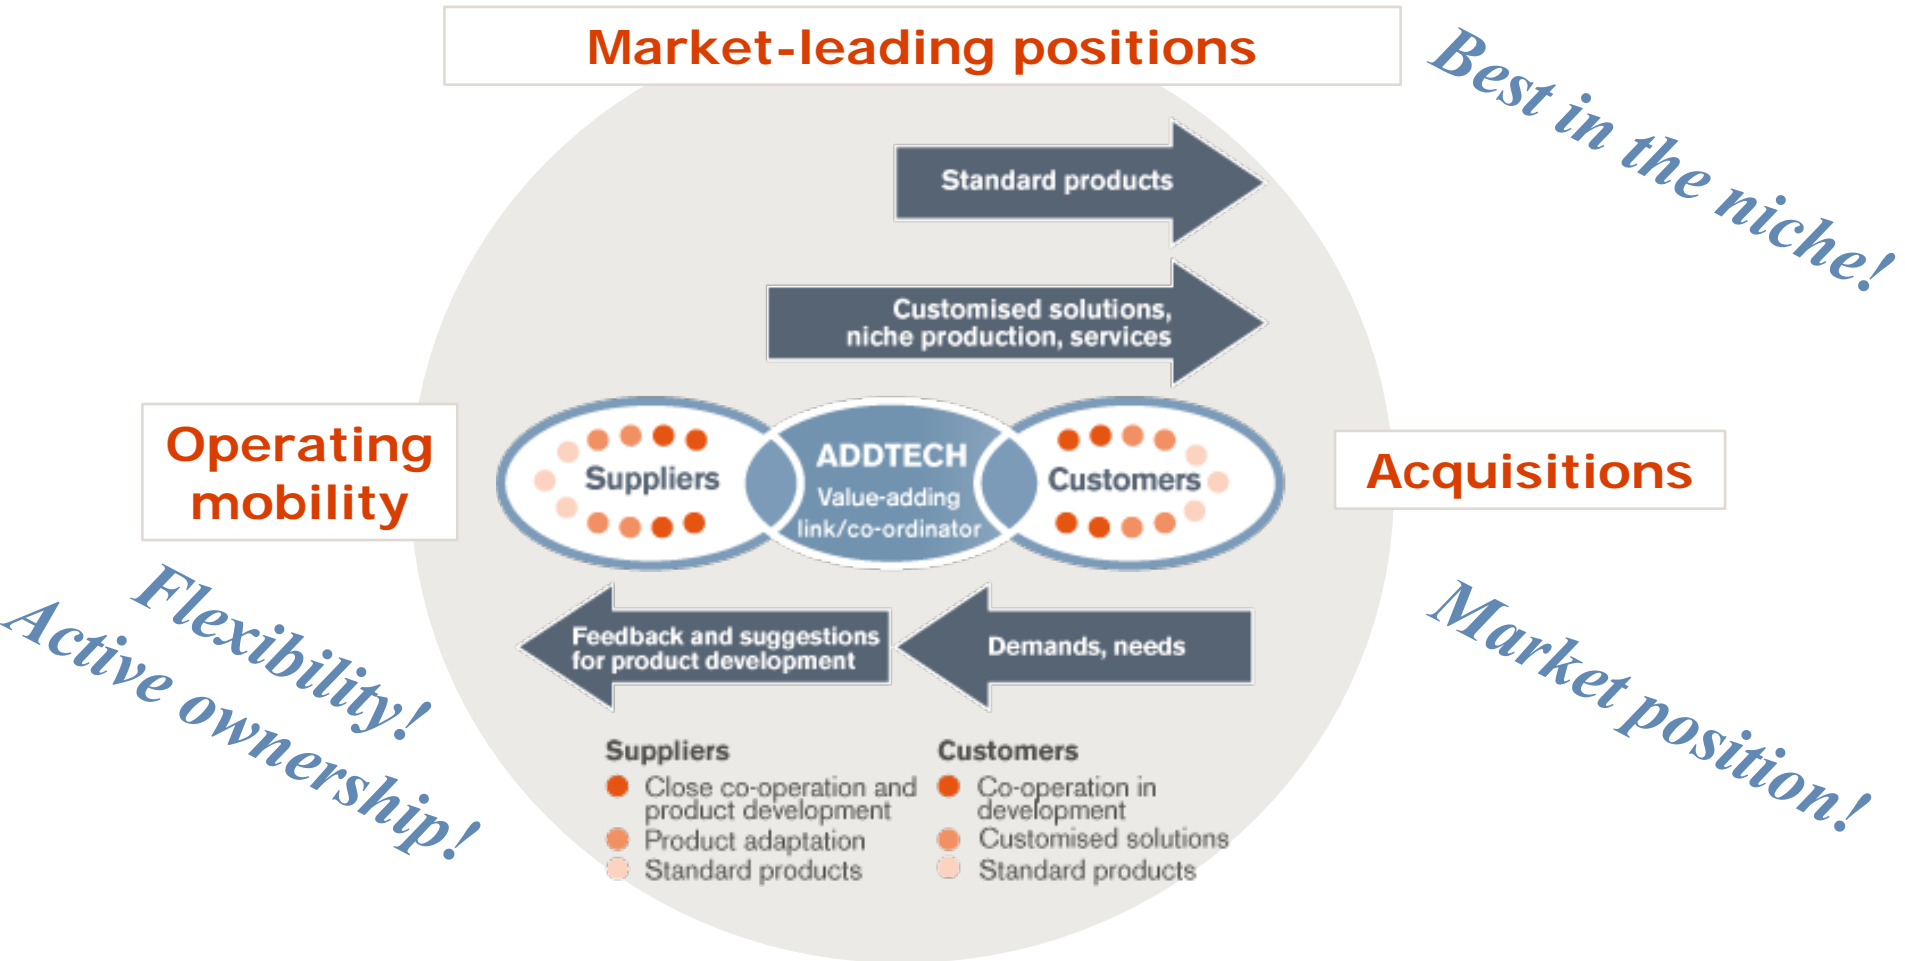 Market-leading positions
Best in the niche!
Standard products
Customised solutions,
niche production, services
Operating
mobility
Suppliers
ADDTECH
Value-adding
link/co-ordinator
Customers
Acquisitions
Flexibility!
Active ownership!
Feedback and suggestions
for product development
Demands, needs
Market position!
Suppliers
Close co-operation and
product development
Product adaptation
Standard products
Customers
Co-operation in
development
Customised solutions
Standard products